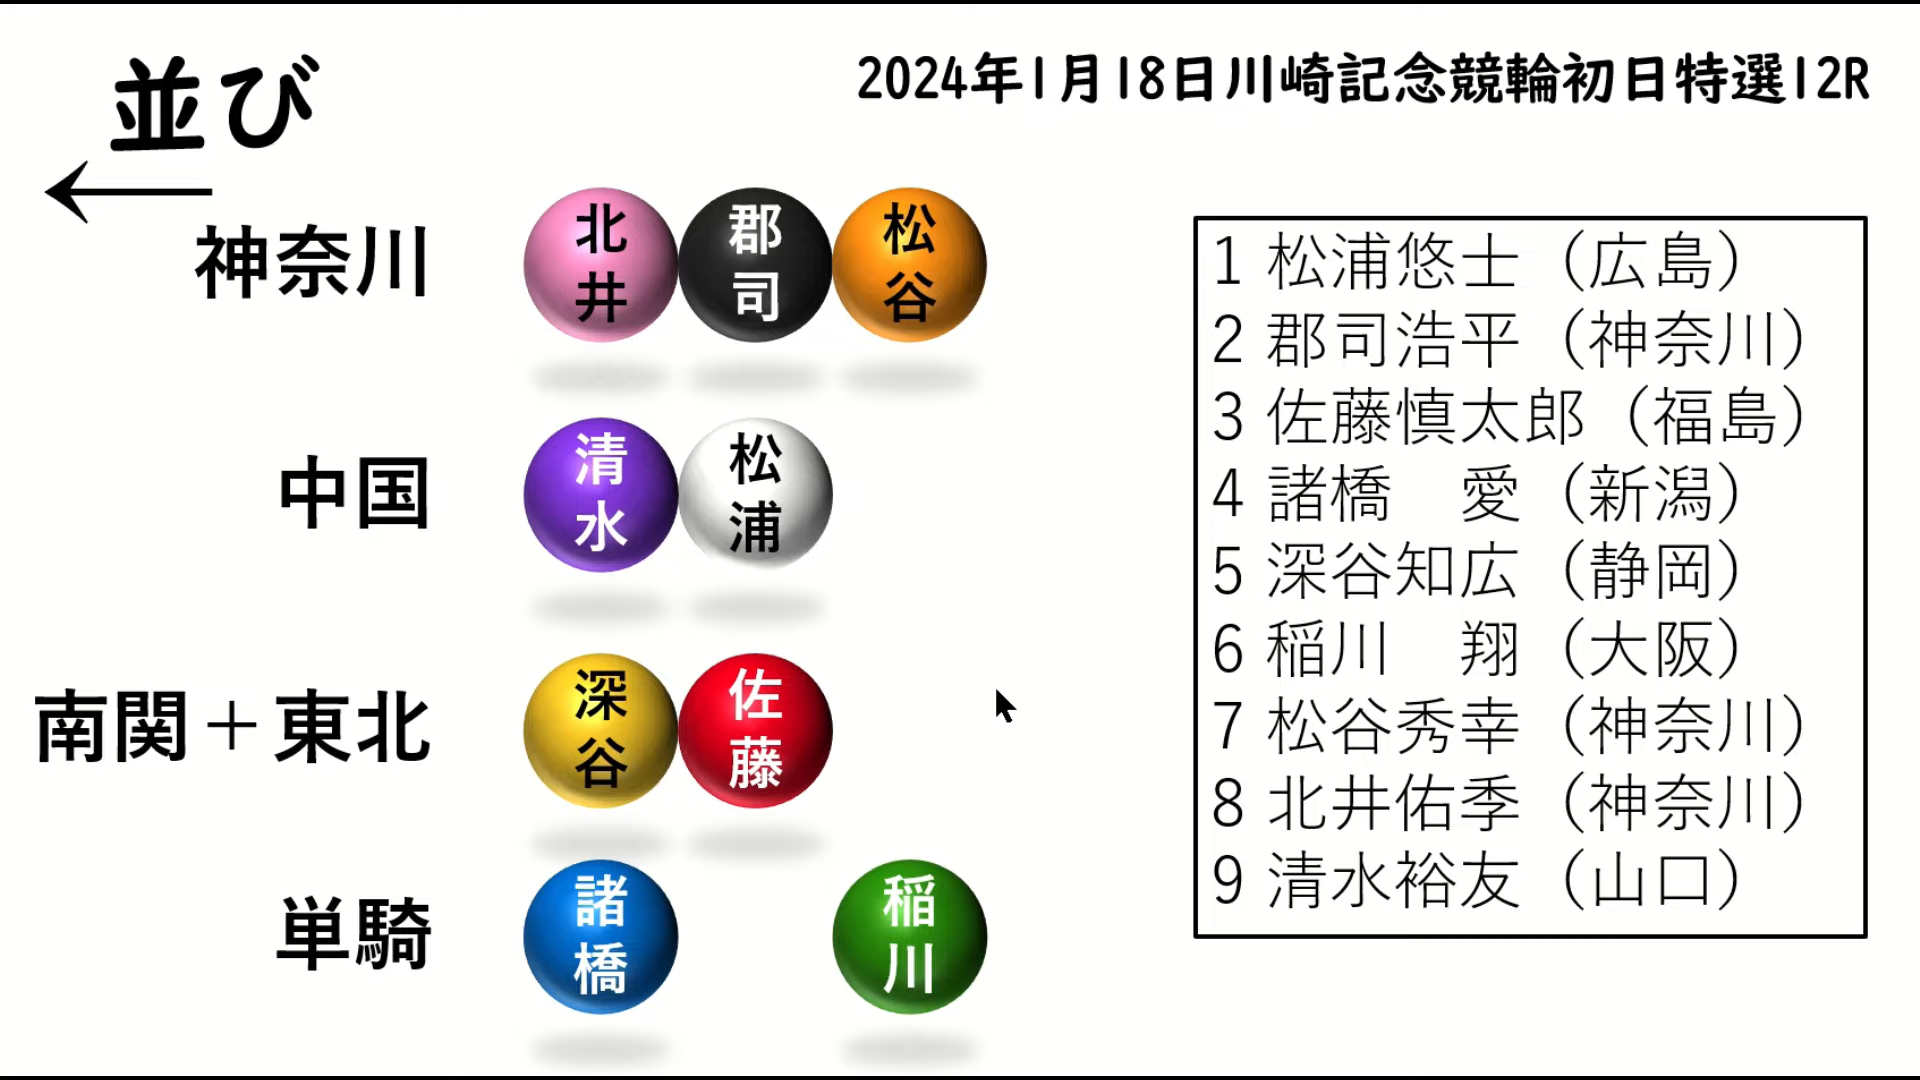 並び
2024年1月18日川崎記念競輪初日特選12R
神奈川
北井
郡司
松谷
中国
清水
松浦
南関＋東北
深谷
佐藤
単騎
諸橋
稲川
1 松浦悠士（広島）
2 郡司浩平（神奈川）
3 佐藤慎太郎（福島）
4 諸橋　愛（新潟）
5 深谷知広（静岡）
6 稲川　翔（大阪）
7 松谷秀幸（神奈川）
8 北井佑季（神奈川）
9 清水裕友（山口）